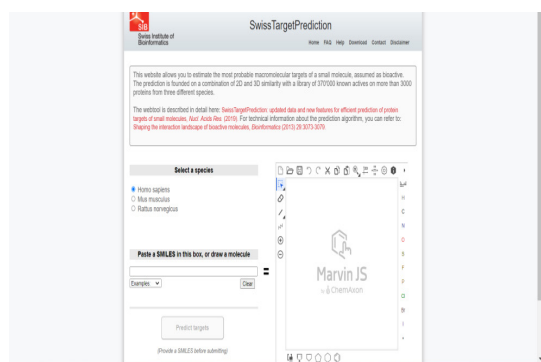 SIB
Swiss Institute of
Bioinformatics
SwissTargetPrediction
Home FAQ Help Download Contact Disclaimer
This website allows you to estimate the most probable macromolecular targets of a small molecule, assumed as bioactive.
The prediction is founded on a combination of 2D and 3D similarity with a library of 370'000 known actives on more than 3000
proteins from three different species.
The webtool is described in detail here: SwissTargetPrediction: updated data and new features for efficient prediction of protein
targets of small molecules, Nucl. Acids Res. (2019). For technical information about the prediction algorithm, you can refer to:
Shaping the interaction landscape of bioactive molecules, Bioinformatics (2013) 29:3073-3079.
Select a species
Homo sapiens
Mus musculus
Rattus norvegicus
Paste a SMILES in this box, or draw a molecule
Examples
Clear
=
Predict targets
(Provide a SMILES before submitting)
Marvin JS
by ChemAxon
H
C
N
O
S
F
P
Cl
Br
I